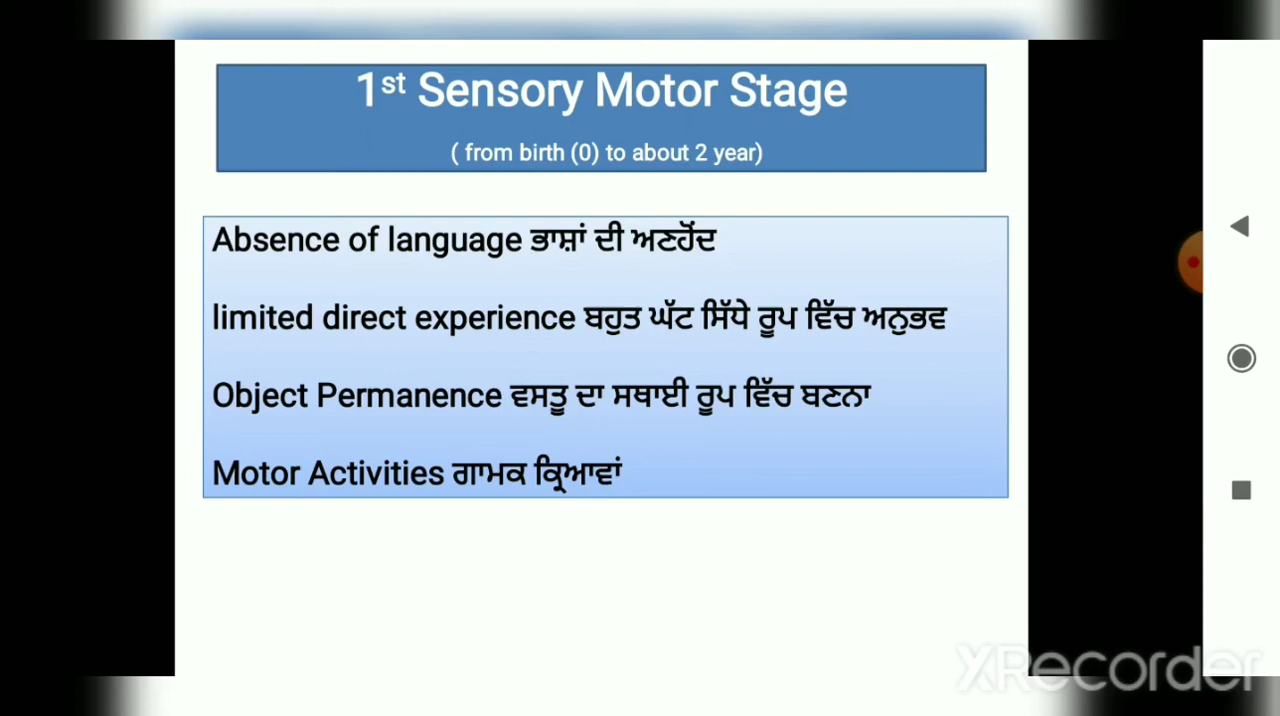 1st Sensory Motor Stage
( from birth (0) to about 2 year)
Absence of language ਭਾਸ਼ਾਂ ਦੀ ਅਣਹੋਂਦ
limited direct experience ਬਹੁਤ ਘੱਟ ਸਿੱਧੇ ਰੂਪ ਵਿੱਚ ਅਨੁਭਵ
Object Permanence ਵਸਤੂ ਦਾ ਸਥਾਈ ਰੂਪ ਵਿੱਚ ਬਣਨਾ
Motor Activities ਗਾਮਕ ਕ੍ਰਿਆਵਾਂ
XRecorder